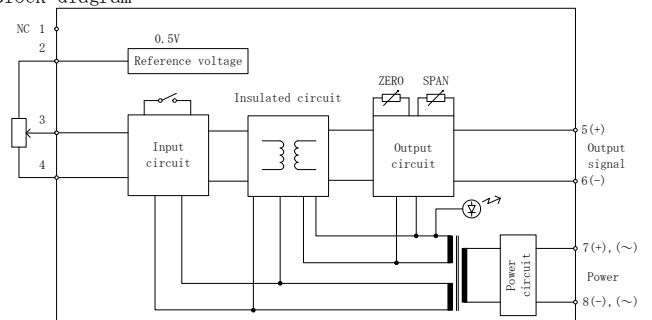 Block diagram
NC 1
2
0.5V
Reference voltage
ZERO SPAN
Insulated circuit
3
4
Input
circuit
Output
circuit
5(+)
Output
signal
6(-)
7(+),(~)
Power
circuit
Power
8(-),(~)